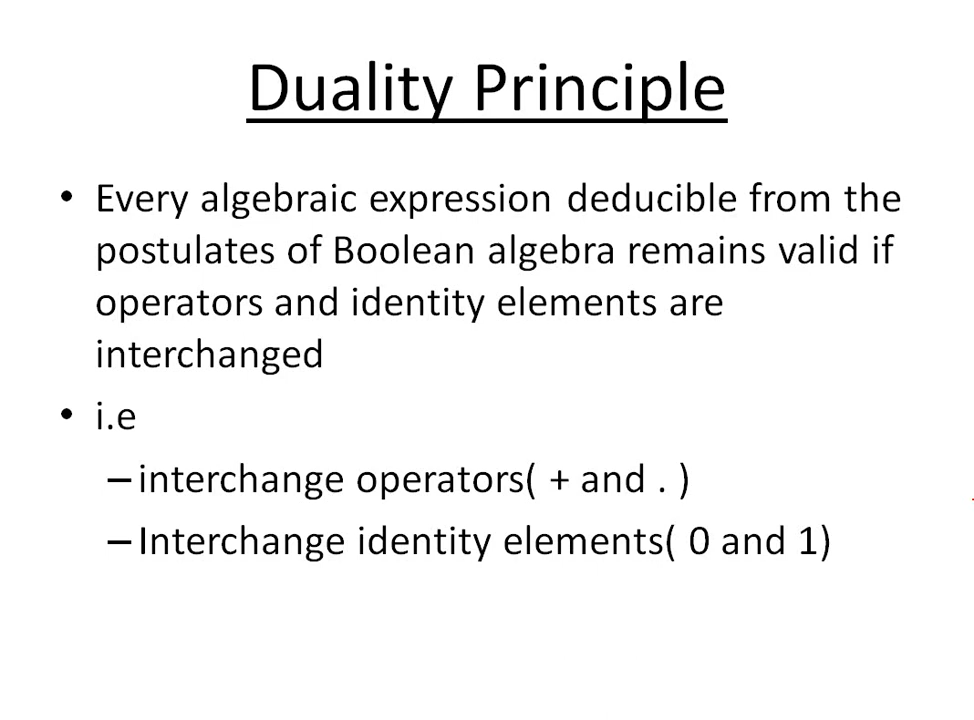 Duality Principle
• Every algebraic expression deducible from the
postulates of Boolean algebra remains valid if
operators and identity elements are
interchanged
• i.e
–interchange operators( + and . )
–Interchange identity elements( 0 and 1)